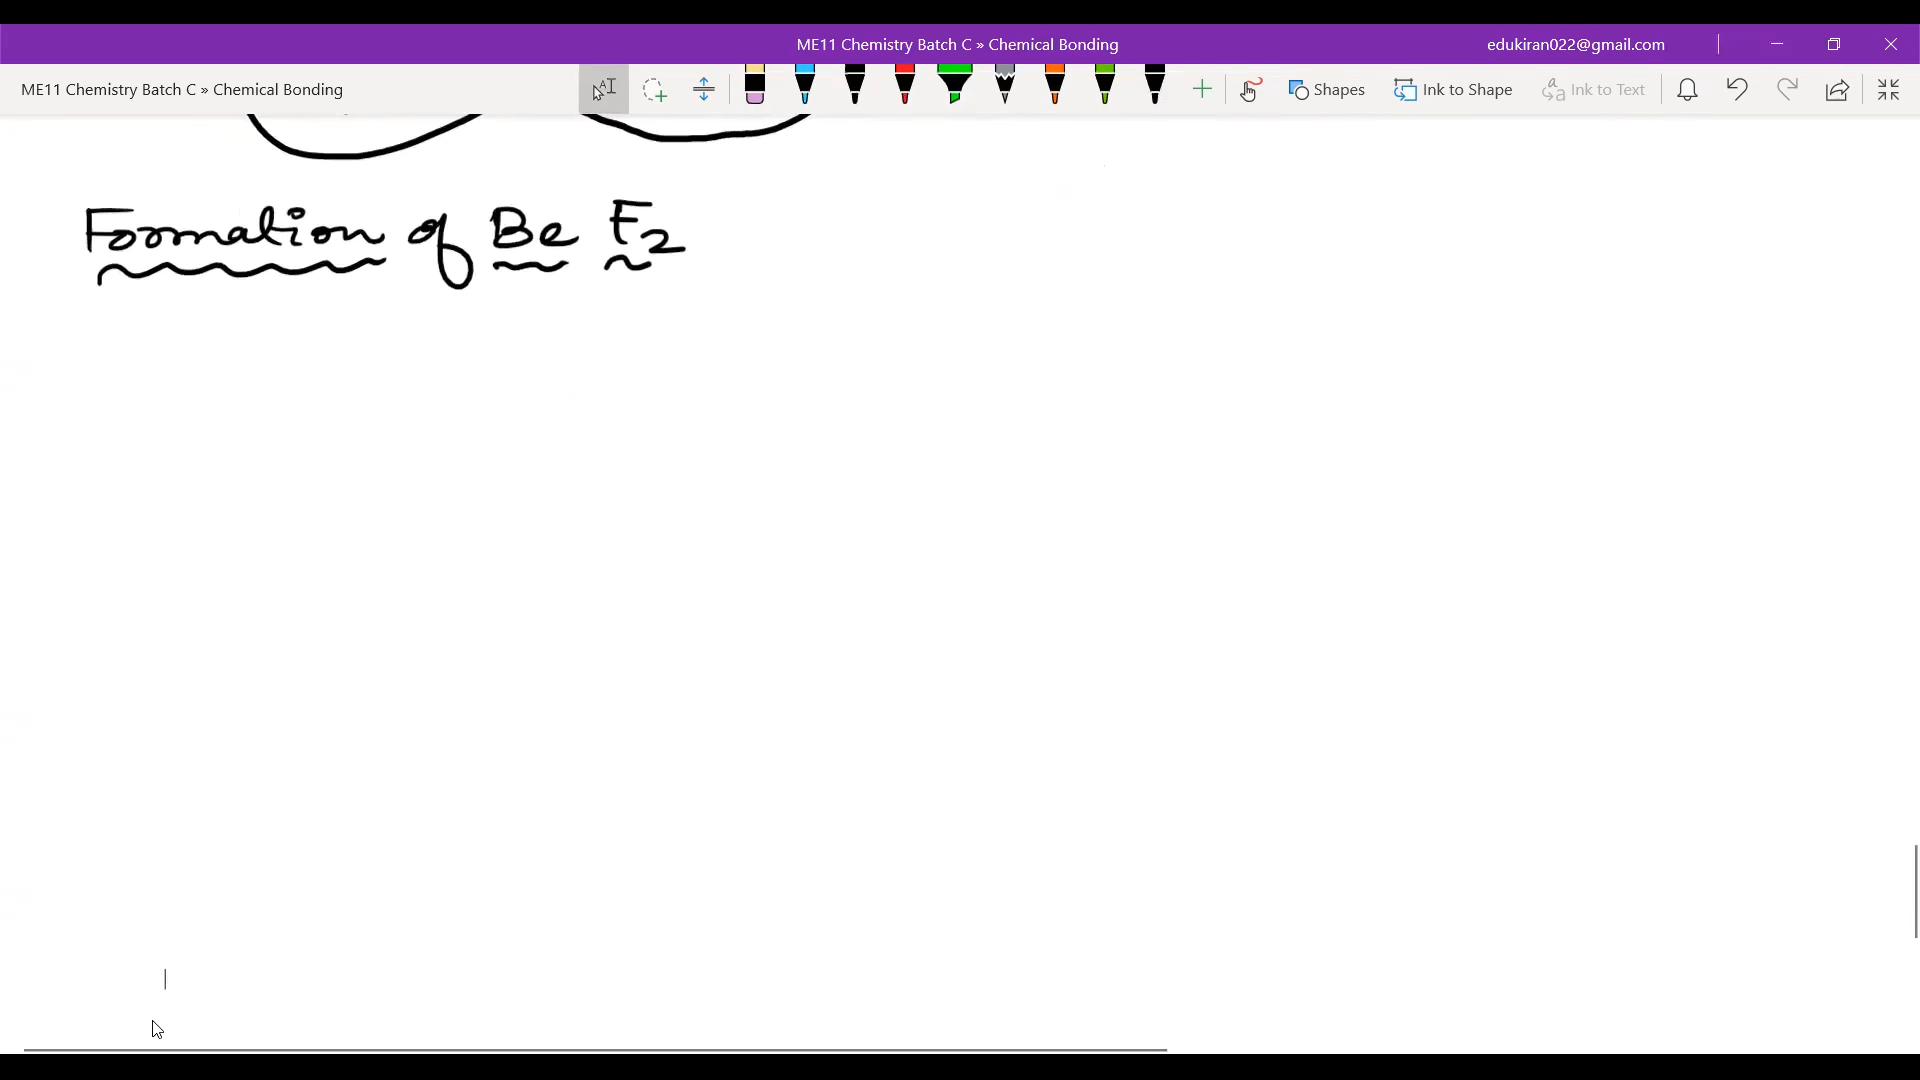 ME11 Chemistry Batch C » Chemical Bonding
edukiran022@gmail.com
ME11 Chemistry Batch C » Chemical Bonding
Shapes
Ink to Shape
Ink to Text
Formation of Be F2